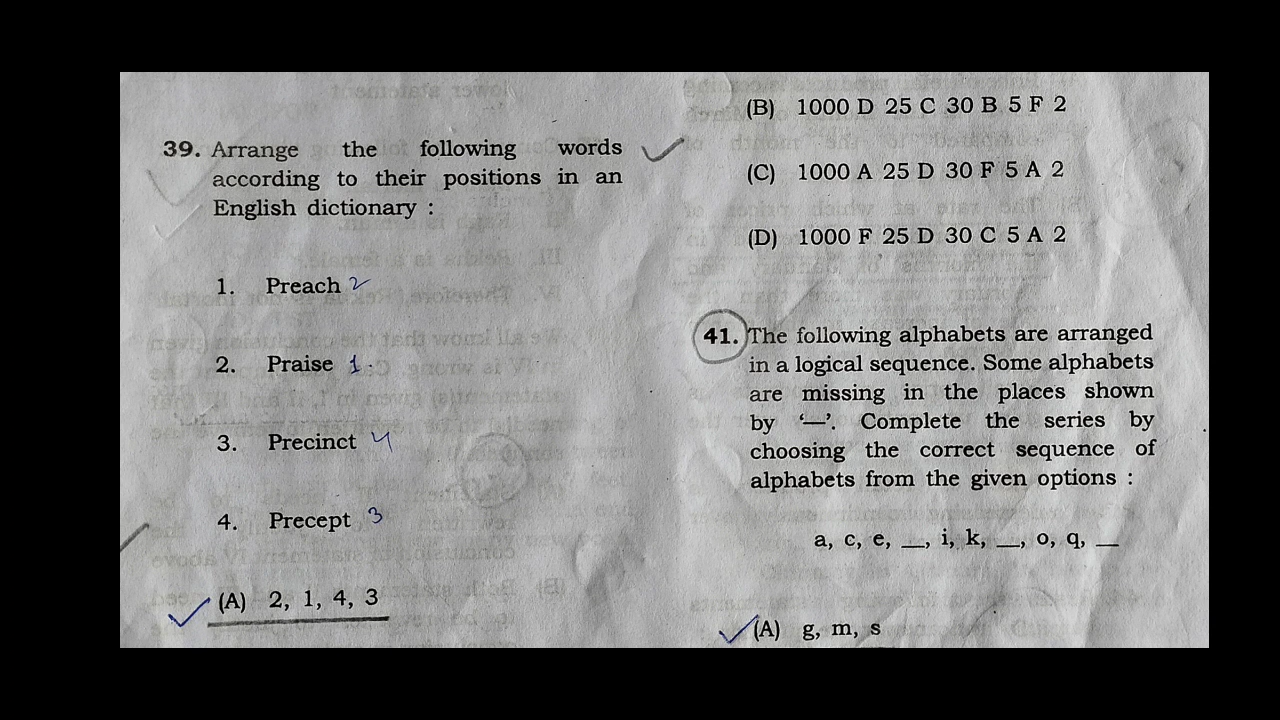 39. Arrange the following words
according to their positions in an
English dictionary :
1. Preach 2
2. Praise 1.
3. Precinct 4
4. Precept 3
(A) 2, 1, 4, 3
(B) 1000 D 25 C 30 B 5 F 2
(C) 1000 A 25 D 30 F 5 A 2
(D) 1000 F 25 D 30 C 5 A 2
41. The following alphabets are arranged
in a logical sequence. Some alphabets
are missing in the places shown
by ‘—’. Complete the series by
choosing the correct sequence of
alphabets from the given options :
a, c, e, __, i, k, __, o, q, __
(A) g, m, s